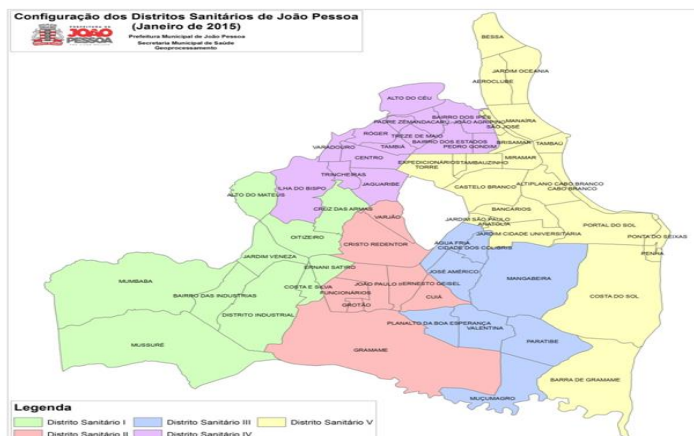 Configuração dos Distritos Sanitários de João Pessoa
(Janeiro de 2015)
PREFEITURA MUNICIPAL DE
JOÃO
PESSOA
Prefeitura Municipal de João Pessoa
Secretaria Municipal de Saúde
Geoprocessamento
BESSA
JARDIM OCEANIA
AEROCLUBE
ALTO DO CÉU
BAIRRO DOS IPÊS
MANAÍRA
PADRE ZÉ
MANDACARU
JOÃO AGRIPINO
SÃO JOSÉ
ROGER
TREZE DE MAIO
BAIRRO DOS ESTADOS
BRISAMAR
TAMBAÚ
VARADOURO
TAMBIÁ
PEDRO GONDIM
CENTRO
EXPEDICIONÁRIOS
TAMBAUZINHO
MIRAMAR
TORRE
TRINCHEIRAS
ILHA DO BISPO
JAGUARIBE
CASTELO BRANCO
ALTIPLANO CABO BRANCO
CABO BRANCO
ALTO DO MATEUS
CRUZ DAS ARMAS
BANCÁRIOS
VARJÃO
JARDIM SÃO PAULO
ANATOLIA
PORTAL DO SOL
OITIZEIRO
JARDIM CIDADE UNIVERSITÁRIA
PONTA DO SEIXAS
CRISTO REDENTOR
ÁGUA FRIA
CIDADE DOS COLIBRIS
PENHA
JARDIM VENEZA
ERNANI SATIRO
JOSÉ AMÉRICO
MANGABEIRA
MUMBABA
COSTA E SILVA
JOÃO PAULO II
ERNESTO GEISEL
BAIRRO DAS INDUSTRIAS
FUNCIONÁRIOS
CUIÁ
COSTA DO SOL
GROTÃO
DISTRITO INDUSTRIAL
PLANALTO DA BOA ESPERANÇA
VALENTINA
MUSSURÉ
PARATIBE
GRAMAME
BARRA DE GRAMAME
MUÇUMAGRO
Legenda
Distrito Sanitário I
Distrito Sanitário III
Distrito Sanitário V
Distrito Sanitário II
Distrito Sanitário IV